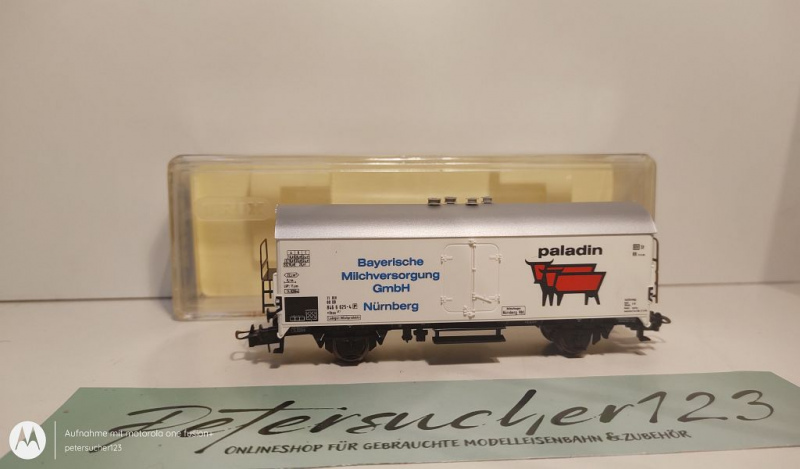 paladin
Bayerische
Milchversorgung
GmbH
Nürnberg
Petersucher123
ONLINESHOP FÜR GEBRAUCHTE MODELLEISENBAHN & ZUBEHÖR
Aufnahme mit motorola one fusion
petersucher123